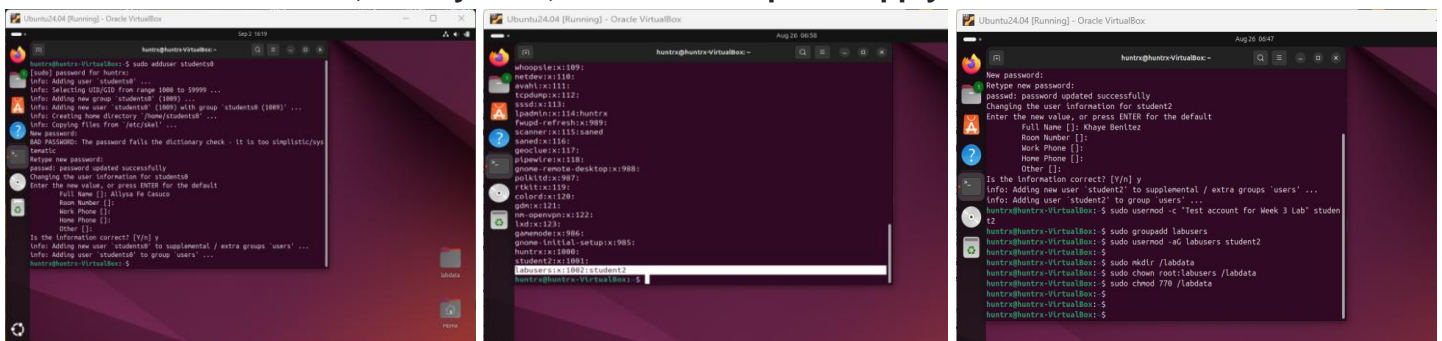 Ubuntu24.04 [Running] - Oracle VirtualBox
Sep 2 16:19
huntrx@huntrx-VirtualBox: ~
huntrx@huntrx-VirtualBox:~$ sudo adduser students0
[sudo] password for huntrx:
info: Adding user `students0' ...
info: Selecting UID/GID from range 1000 to 59999 ...
info: Adding new group `students0' (1009) ...
info: Adding new user `students0' (1009) with group `students0 (1009)' ...
info: Creating home directory `/home/students0' ...
info: Copying files from `/etc/skel' ...
New password:
BAD PASSWORD: The password fails the dictionary check - it is too simplistic/sys
tematic
Retype new password:
passwd: password updated successfully
Changing the user information for students0
Enter the new value, or press ENTER for the default
Full Name []: Allysa Fe Casuco
Room Number []:
Work Phone []:
Home Phone []:
Other []:
Is the information correct? [Y/n] y
info: Adding new user `students0' to supplemental / extra groups `users' ...
info: Adding user `students0' to group `users' ...
huntrx@huntrx-VirtualBox:~$
labdata
Home
Ubuntu24.04 [Running] - Oracle VirtualBox
Aug 26 06:58
huntrx@huntrx-VirtualBox: ~
whoopsie:x:109:
netdev:x:110:
avahi:x:111:
tcpdump:x:112:
sssd:x:113:
lpadmin:x:114:huntrx
fwupd-refresh:x:989:
scanner:x:115:saned
saned:x:116:
geoclue:x:117:
pipewire:x:118:
gnome-remote-desktop:x:988:
polkitd:x:987:
rtkit:x:119:
colord:x:120:
gdm:x:121:
nm-openvpn:x:122:
lxd:x:123:
gamemode:x:986:
gnome-initial-setup:x:985:
huntrx:x:1000:
student2:x:1001:
labusers:x:1002:student2
huntrx@huntrx-VirtualBox:~$
Ubuntu24.04 [Running] - Oracle VirtualBox
Aug 26 06:47
huntrx@huntrx-VirtualBox: ~
New password:
Retype new password:
passwd: password updated successfully
Changing the user information for student2
Enter the new value, or press ENTER for the default
Full Name []: Khaye Benitez
Room Number []:
Work Phone []:
Home Phone []:
Other []:
Is the information correct? [Y/n] y
info: Adding new user `student2' to supplemental / extra groups `users' ...
info: Adding user `student2' to group `users' ...
huntrx@huntrx-VirtualBox:~$ sudo usermod -c "Test account for Week 3 Lab" studen
t2
huntrx@huntrx-VirtualBox:~$ sudo groupadd labusers
huntrx@huntrx-VirtualBox:~$ sudo usermod -aG labusers student2
huntrx@huntrx-VirtualBox:~$
huntrx@huntrx-VirtualBox:~$ sudo mkdir /labdata
huntrx@huntrx-VirtualBox:~$ sudo chown root:labusers /labdata
huntrx@huntrx-VirtualBox:~$ sudo chmod 770 /labdata
huntrx@huntrx-VirtualBox:~$
huntrx@huntrx-VirtualBox:~$
huntrx@huntrx-VirtualBox:~$